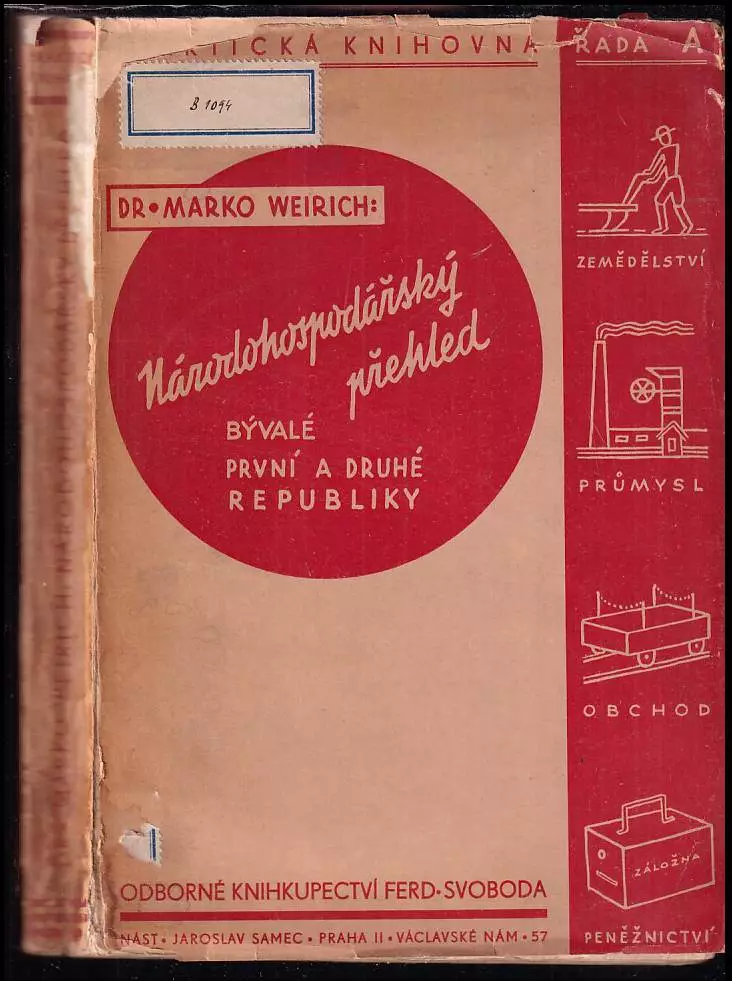 KNIHOVNA ŘADA A
B 1094
DR•MARKO WEIRICH:
Národohospodářský
přehled
BÝVALÉ
PRVNÍ A DRUHÉ
REPUBLIKY
ZEMĚDĚLSTVÍ
PRŮMYSL
OBCHOD
ZÁLOŽNA
PENĚŽNICTVÍ
ODBORNÉ KNIHKUPECTVÍ FERD•SVOBODA
NÁST• JAROSLAV SAMEC • PRAHA II • VÁCLAVSKÉ NÁM • 57